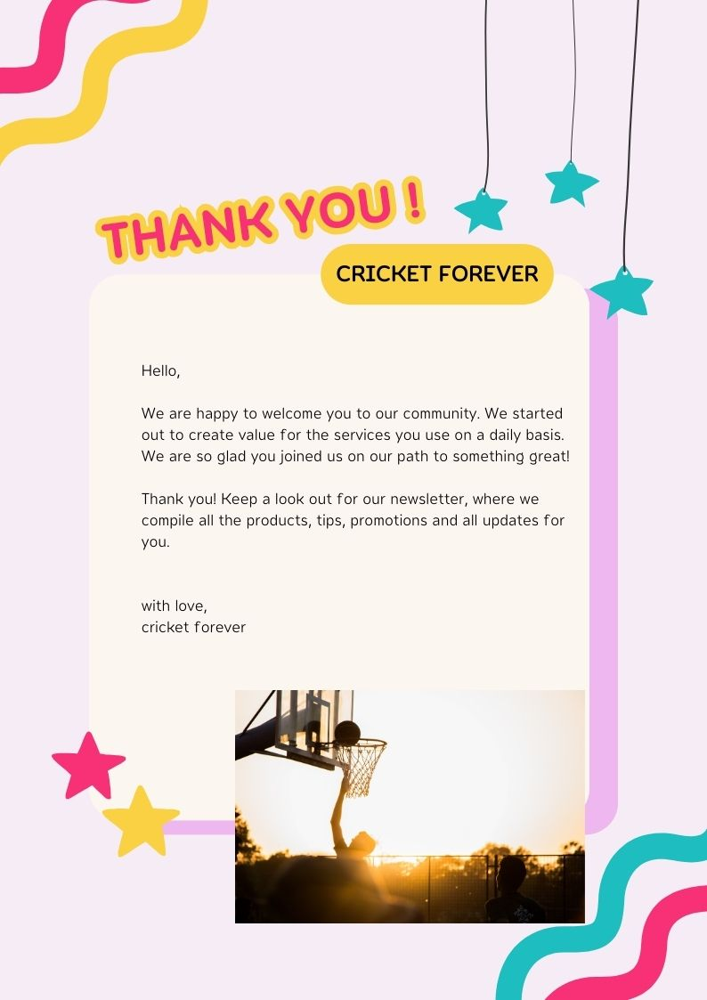 THANK YOU !
CRICKET FOREVER
Hello,
We are happy to welcome you to our community. We started
out to create value for the services you use on a daily basis.
We are so glad you joined us on our path to something great!
Thank you! Keep a look out for our newsletter, where we
compile all the products, tips, promotions and all updates for
you.
with love,
cricket forever